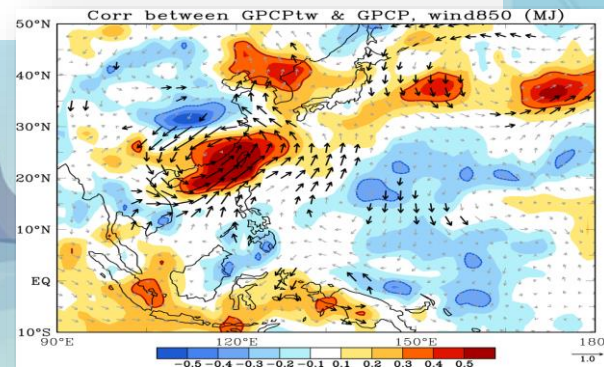 Corr between GPCPtw & GPCP, wind850 (MJ)
50°N
40°N
30°N
20°N
10°N
EQ
10°S
90°E 120°E 150°E 180
-0.5 -0.4 -0.3 -0.2 -0.1 0.1 0.2 0.3 0.4 0.5
1.0